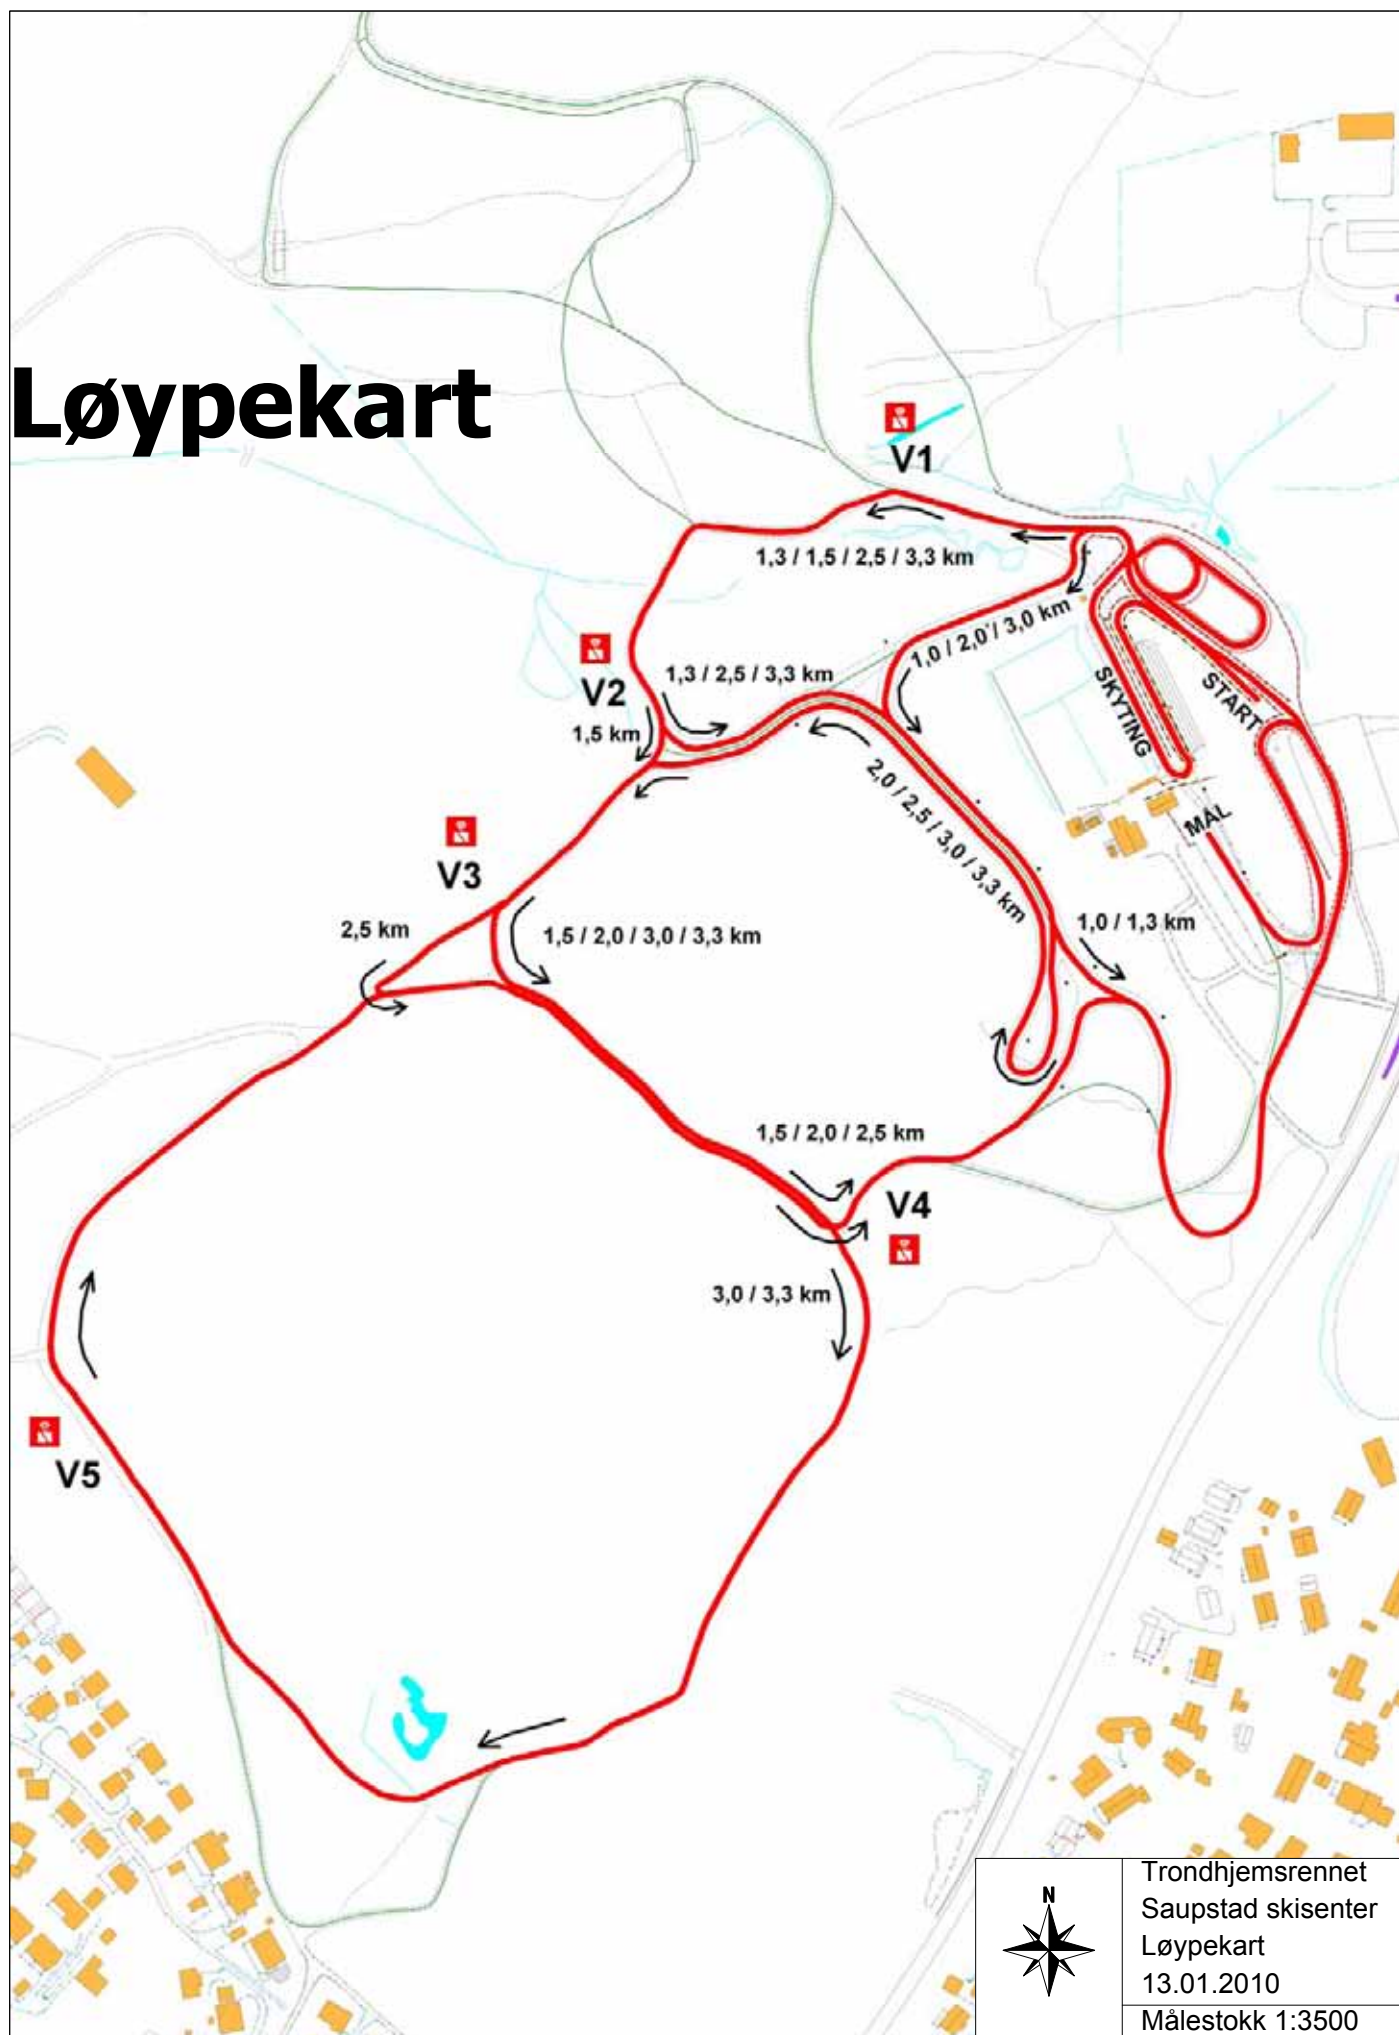 Løypekart
V1
1,3 / 1,5 / 2,5 / 3,3 km
1,0 / 2,0 / 3,0 km
V2
1,3 / 2,5 / 3,3 km
1,5 km
SKYTING
START
2,0 / 2,5 / 3,0 / 3,3 km
MÅL
V3
2,5 km
1,5 / 2,0 / 3,0 / 3,3 km
1,0 / 1,3 km
1,5 / 2,0 / 2,5 km
V4
3,0 / 3,3 km
V5
N
Trondhjemsrennet
Saupstad skisenter
Løypekart
13.01.2010
Målestokk 1:3500